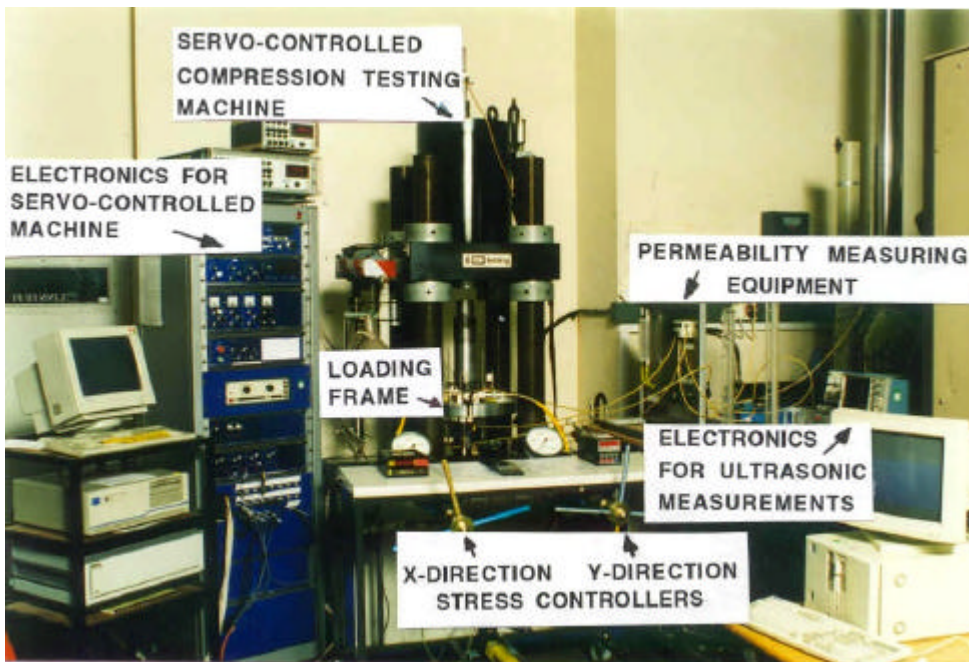 SERVO-CONTROLLED
COMPRESSION TESTING
MACHINE
ELECTRONICS FOR
SERVO-CONTROLLED
MACHINE
PERMEABILITY MEASURING
EQUIPMENT
LOADING
FRAME
ELECTRONICS
FOR ULTRASONIC
MEASUREMENTS
X-DIRECTION Y-DIRECTION
STRESS CONTROLLERS